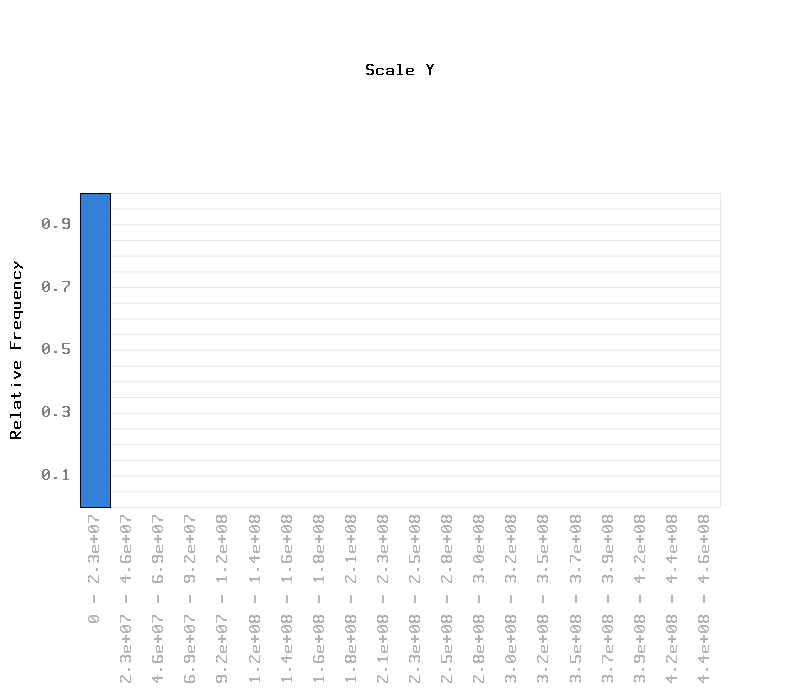 Scale Y
Relative Frequency
0.9
0.7
0.5
0.3
0.1
0 - 2.3e+07
2.3e+07 - 4.6e+07
4.6e+07 - 6.9e+07
6.9e+07 - 9.2e+07
9.2e+07 - 1.2e+08
1.2e+08 - 1.4e+08
1.4e+08 - 1.6e+08
1.6e+08 - 1.8e+08
1.8e+08 - 2.1e+08
2.1e+08 - 2.3e+08
2.3e+08 - 2.5e+08
2.5e+08 - 2.8e+08
2.8e+08 - 3.0e+08
3.0e+08 - 3.2e+08
3.2e+08 - 3.5e+08
3.5e+08 - 3.7e+08
3.7e+08 - 3.9e+08
3.9e+08 - 4.2e+08
4.2e+08 - 4.4e+08
4.4e+08 - 4.6e+08